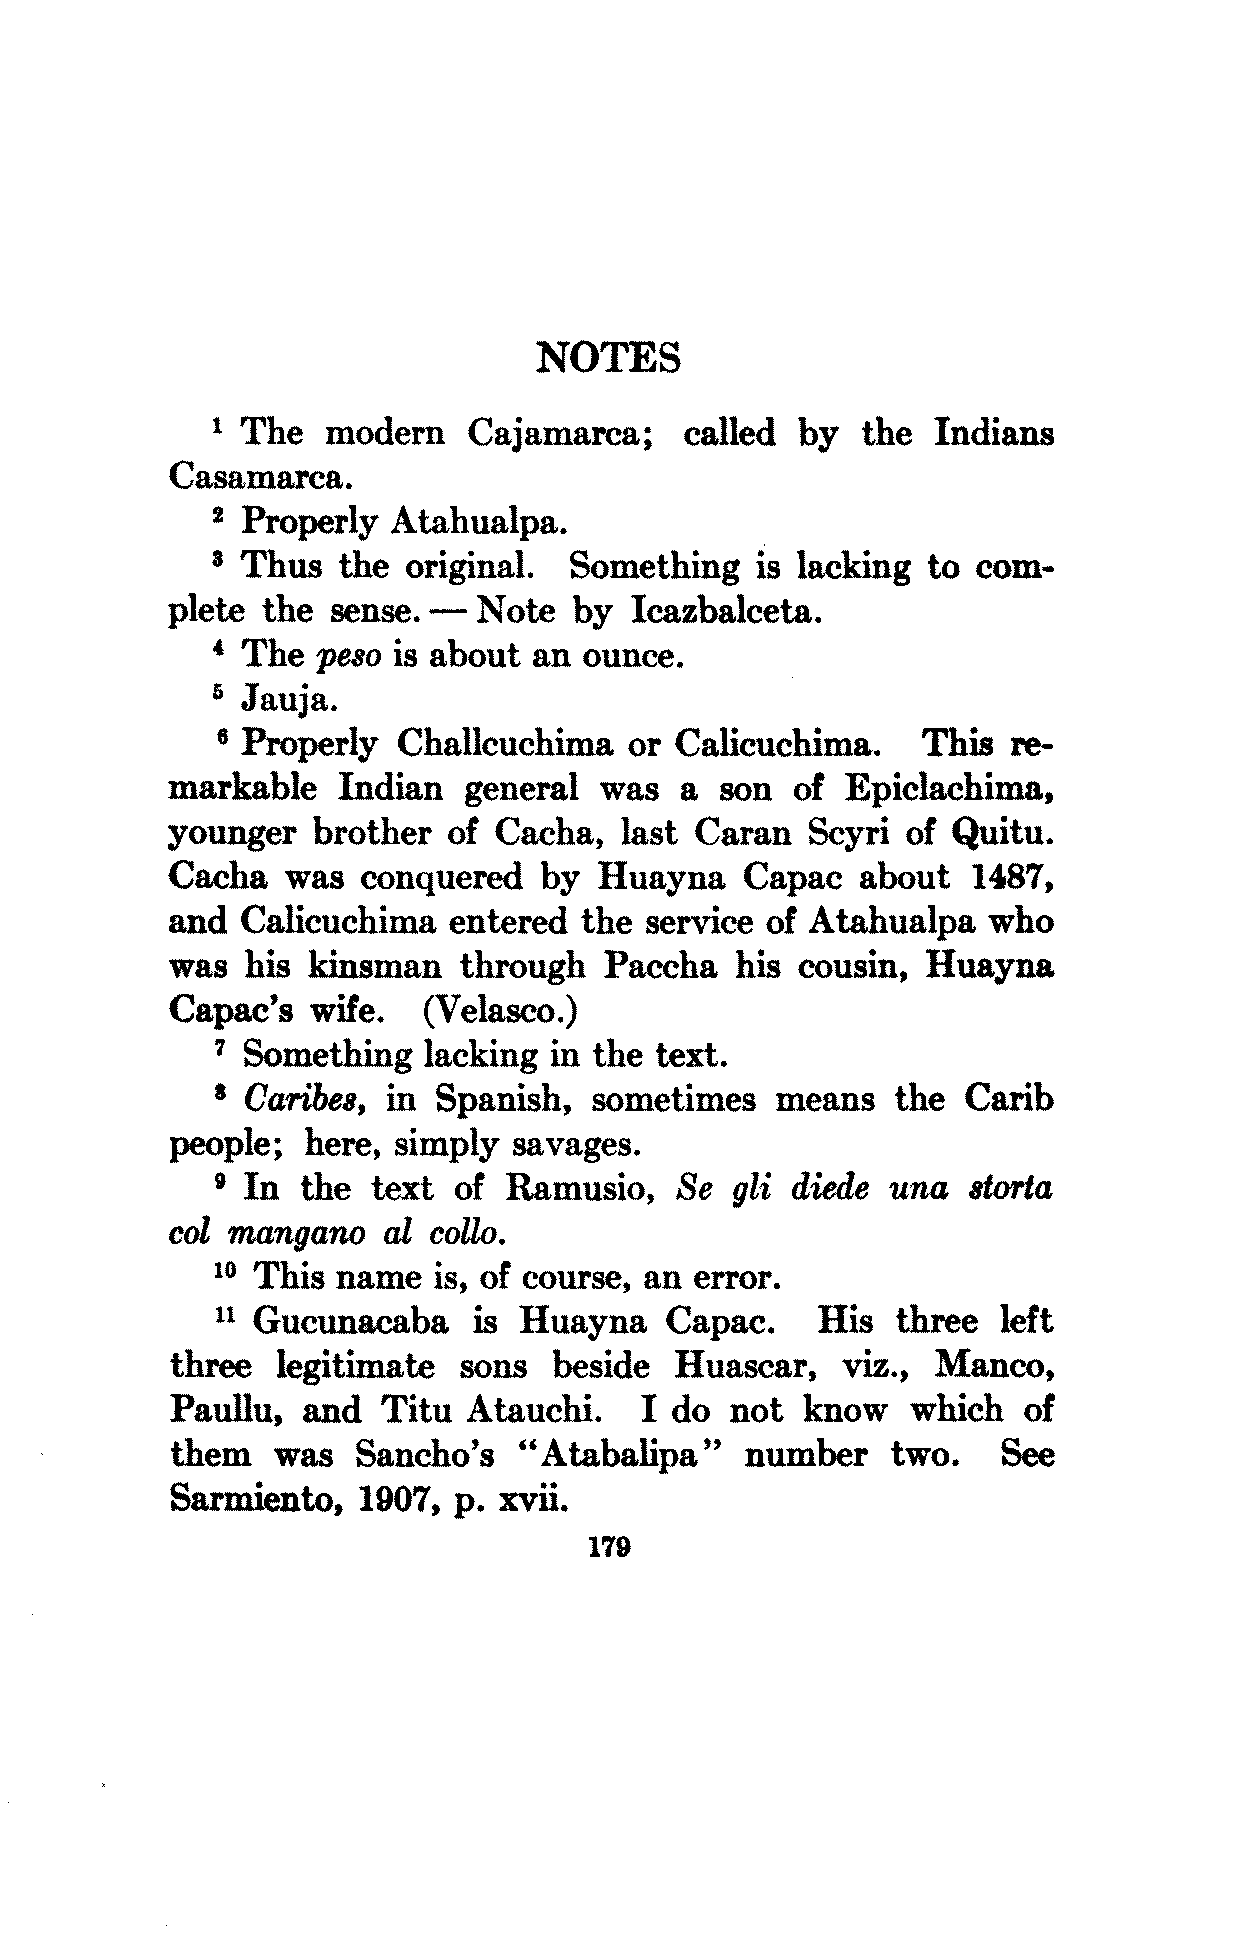 NOTES
¹ The modern Cajamarca; called by the Indians
Casamarca.
² Properly Atahualpa.
³ Thus the original. Something is lacking to com-
plete the sense. — Note by Icazbalceta.
⁴ The peso is about an ounce.
⁵ Jauja.
⁶ Properly Challcuchima or Calicuchima. This re-
markable Indian general was a son of Epiclachima,
younger brother of Cacha, last Caran Scyri of Quitu.
Cacha was conquered by Huayna Capac about 1487,
and Calicuchima entered the service of Atahualpa who
was his kinsman through Paccha his cousin, Huayna
Capac's wife. (Velasco.)
⁷ Something lacking in the text.
⁸ Caribes, in Spanish, sometimes means the Carib
people; here, simply savages.
⁹ In the text of Ramusio, Se gli diede una storta
col mangano al collo.
¹⁰ This name is, of course, an error.
¹¹ Gucunacaba is Huayna Capac. His three left
three legitimate sons beside Huascar, viz., Manco,
Paullu, and Titu Atauchi. I do not know which of
them was Sancho's “Atabalipa” number two. See
Sarmiento, 1907, p. xvii.
179